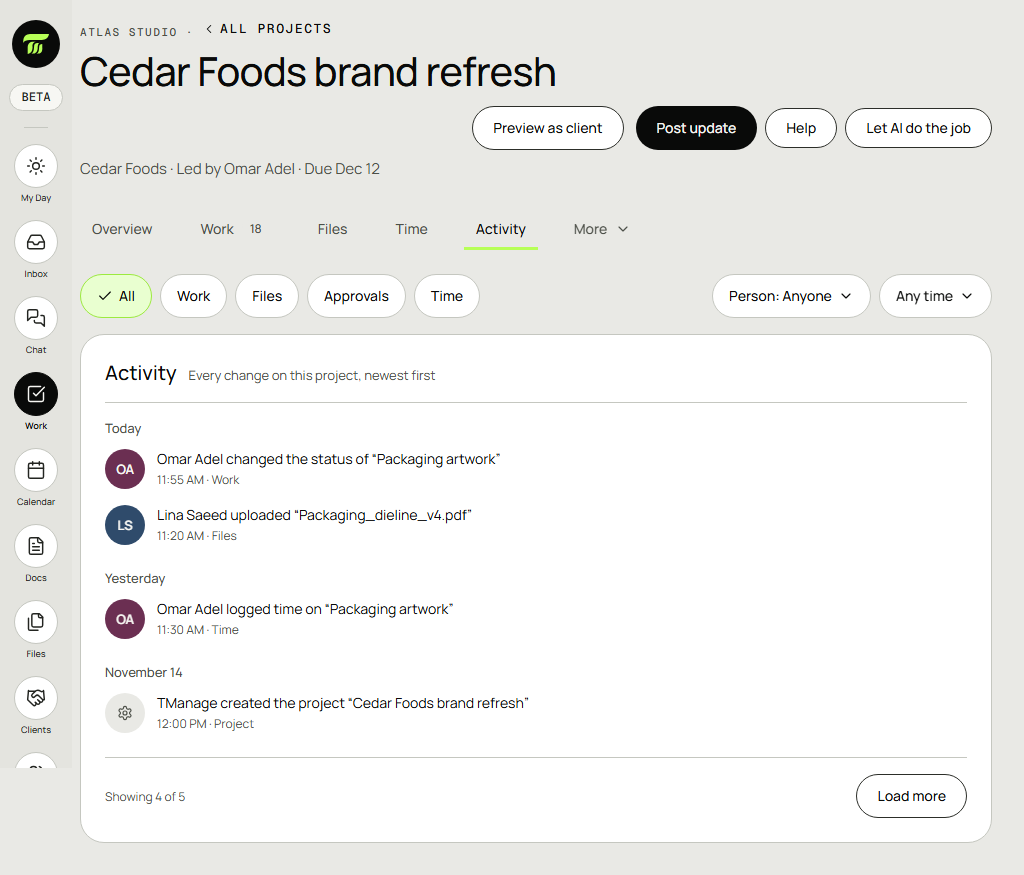 ATLAS STUDIO · ALL PROJECTS
Cedar Foods brand refresh
BETA
Preview as client
Post update
Help
Let AI do the job
Cedar Foods · Led by Omar Adel · Due Dec 12
My Day
Inbox
Chat
Work
Calendar
Docs
Files
Clients
Overview
Work 18
Files
Time
Activity
More
All
Work
Files
Approvals
Time
Person: Anyone
Any time
Activity Every change on this project, newest first
Today
OA
Omar Adel changed the status of “Packaging artwork”
11:55 AM · Work
LS
Lina Saeed uploaded “Packaging_dieline_v4.pdf”
11:20 AM · Files
Yesterday
OA
Omar Adel logged time on “Packaging artwork”
11:30 AM · Time
November 14
TManage created the project “Cedar Foods brand refresh”
12:00 PM · Project
Showing 4 of 5
Load more